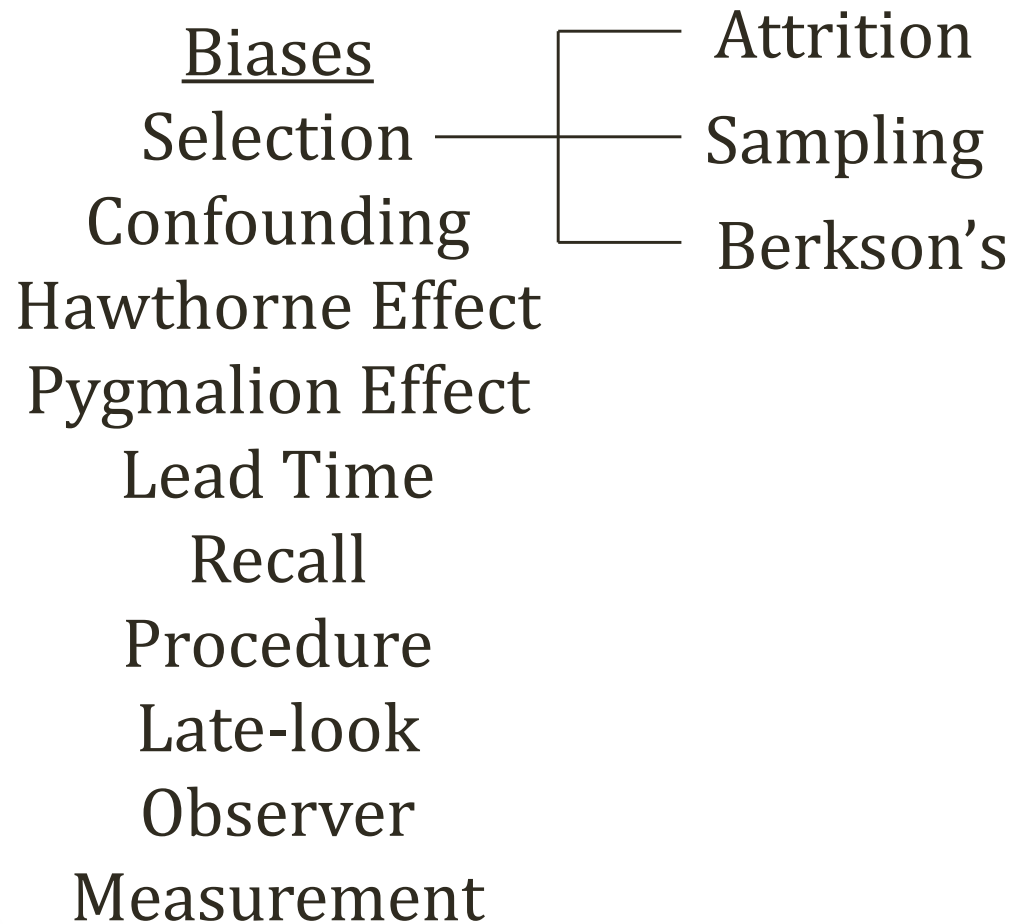 Biases
Selection
Confounding
Hawthorne Effect
Pygmalion Effect
Lead Time
Recall
Procedure
Late-look
Observer
Measurement
Attrition
Sampling
Berkson’s